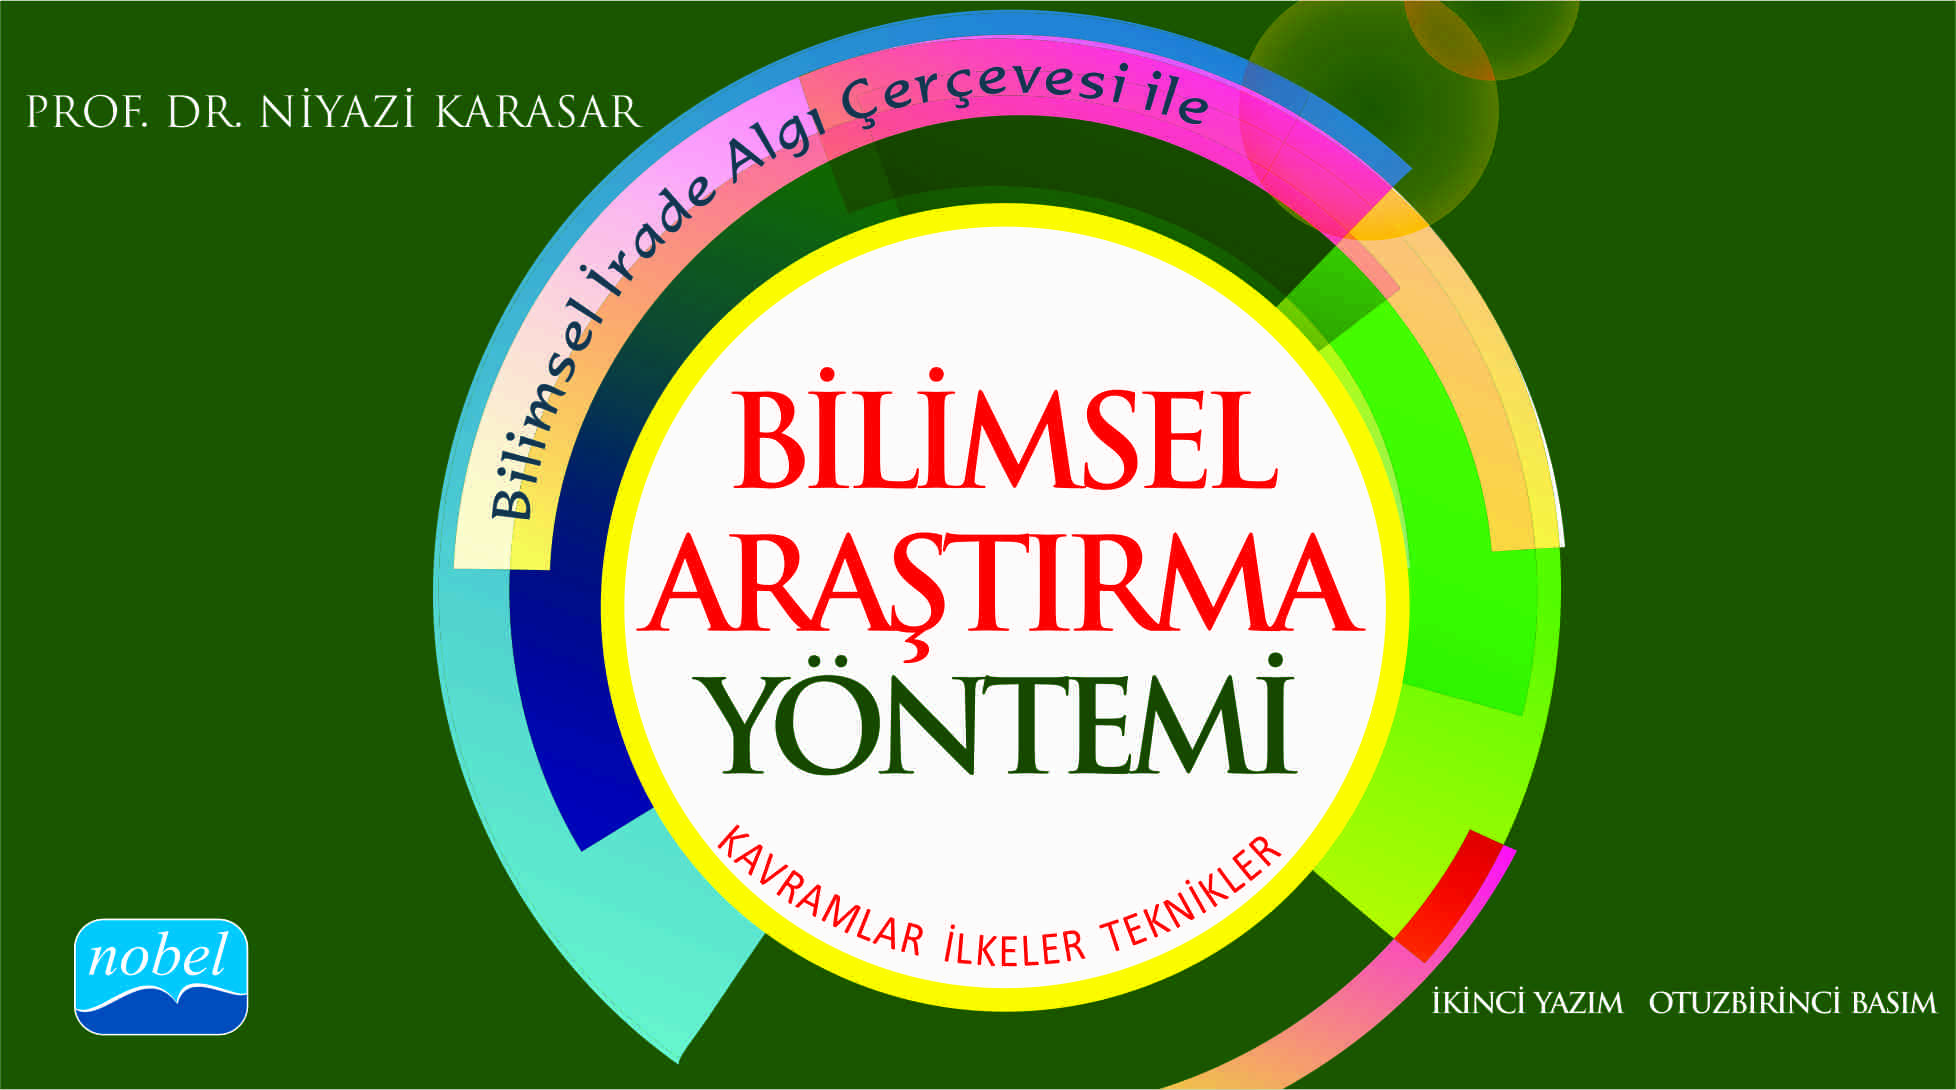 PROF. DR. NİYAZİ KARASAR
Bilimsel İrade Algı Çerçevesi ile
BİLİMSEL
ARAŞTIRMA
YÖNTEMİ
KAVRAMLAR İLKELER TEKNİKLER
nobel
İKİNCİ YAZIM OTUZBİRİNCİ BASIM